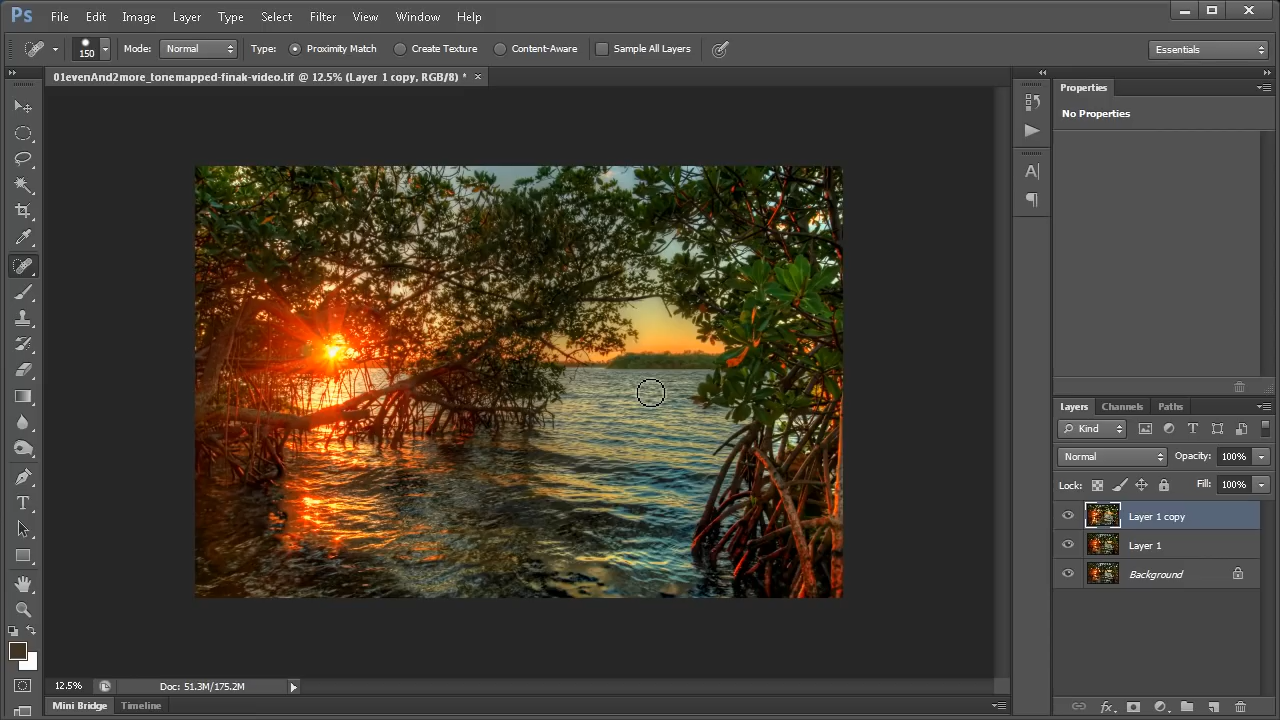 Ps File Edit Image Layer Type Select Filter View Window Help
150 Mode: Normal Type: Proximity Match Create Texture Content-Aware Sample All Layers Essentials
01evenAnd2more_tonemapped-finak-video.tif @ 12.5% (Layer 1 copy, RGB/8) *
Properties
No Properties
Layers Channels Paths
Kind
Normal Opacity: 100%
Lock: Fill: 100%
Layer 1 copy
Layer 1
Background
12.5% Doc: 51.3M/175.2M
Mini Bridge Timeline